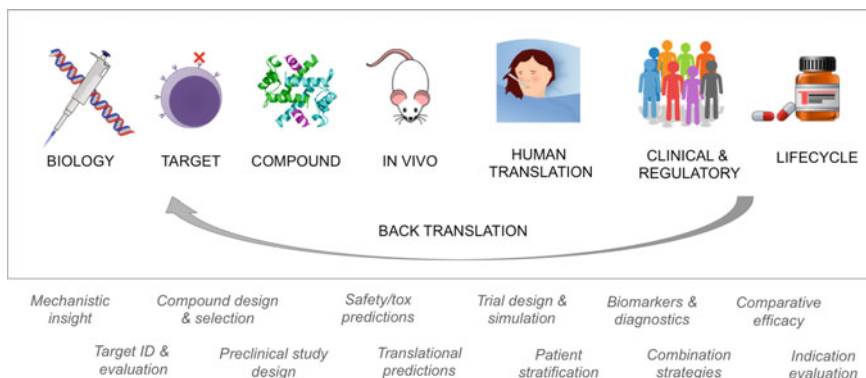 BIOLOGY
TARGET
COMPOUND
IN VIVO
HUMAN
TRANSLATION
CLINICAL &
REGULATORY
LIFECYCLE
BACK TRANSLATION
Mechanistic
insight
Compound design
& selection
Safety/tox
predictions
Trial design &
simulation
Biomarkers &
diagnostics
Comparative
efficacy
Target ID &
evaluation
Preclinical study
design
Translational
predictions
Patient
stratification
Combination
strategies
Indication
evaluation